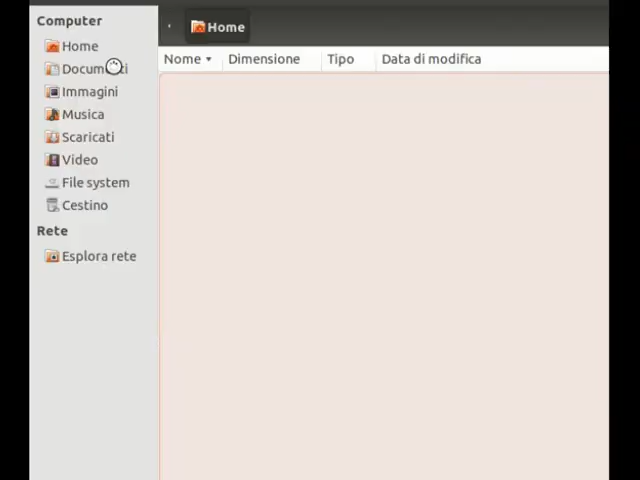 Computer
Home
Documenti
Immagini
Musica
Scaricati
Video
File system
Cestino
Rete
Esplora rete
Home
Nome Dimensione Tipo Data di modifica